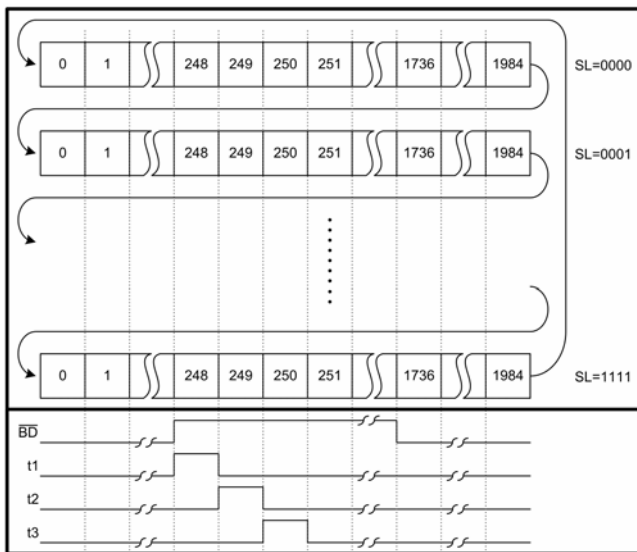 0 1 248 249 250 251 1736 1984 SL=0000
0 1 248 249 250 251 1736 1984 SL=0001
0 1 248 249 250 251 1736 1984 SL=1111
BD
t1
t2
t3